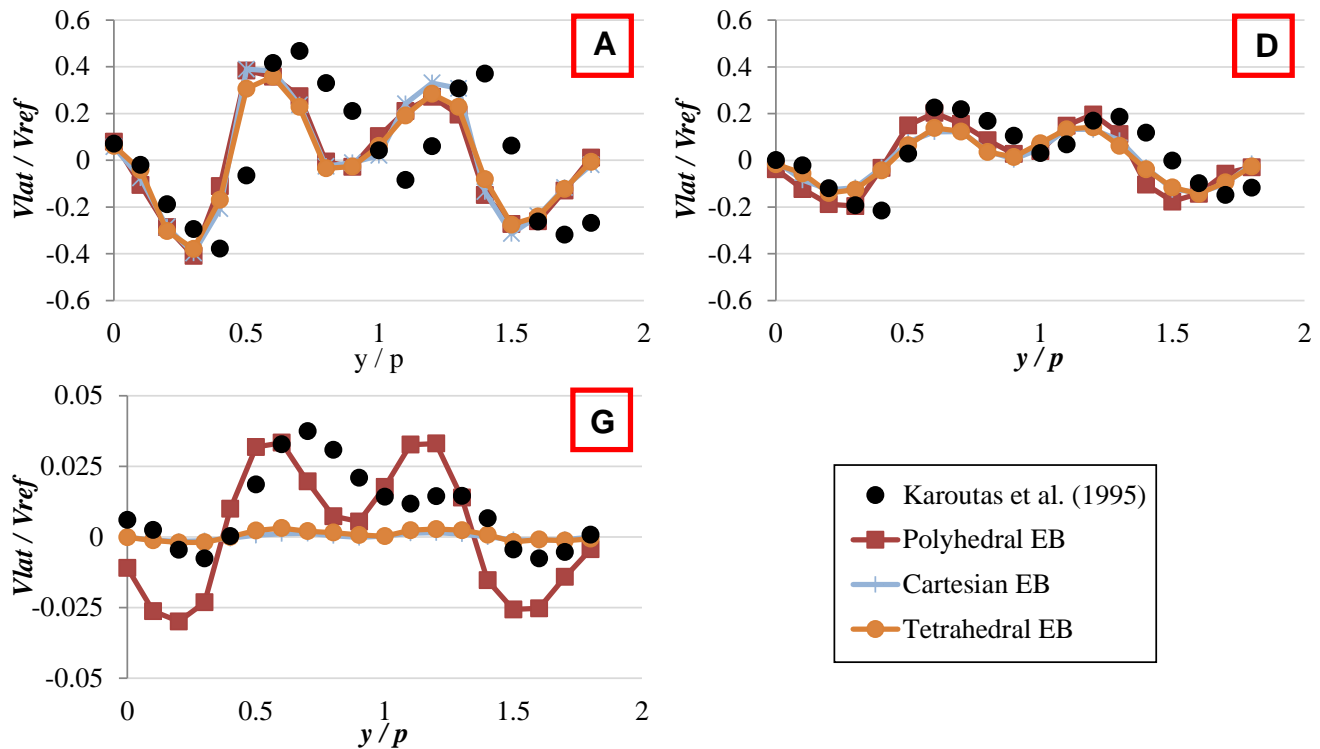 A
0.6
0.4
0.2
0
-0.2
-0.4
-0.6
Vlat / Vref
0 0.5 1 1.5 2
y / p
D
0.6
0.4
0.2
0
-0.2
-0.4
-0.6
Vlat / Vref
0 0.5 1 1.5 2
y / p
G
0.05
0.025
0
-0.025
-0.05
Vlat / Vref
0 0.5 1 1.5 2
y / p
Karoutas et al. (1995)
Polyhedral EB
Cartesian EB
Tetrahedral EB